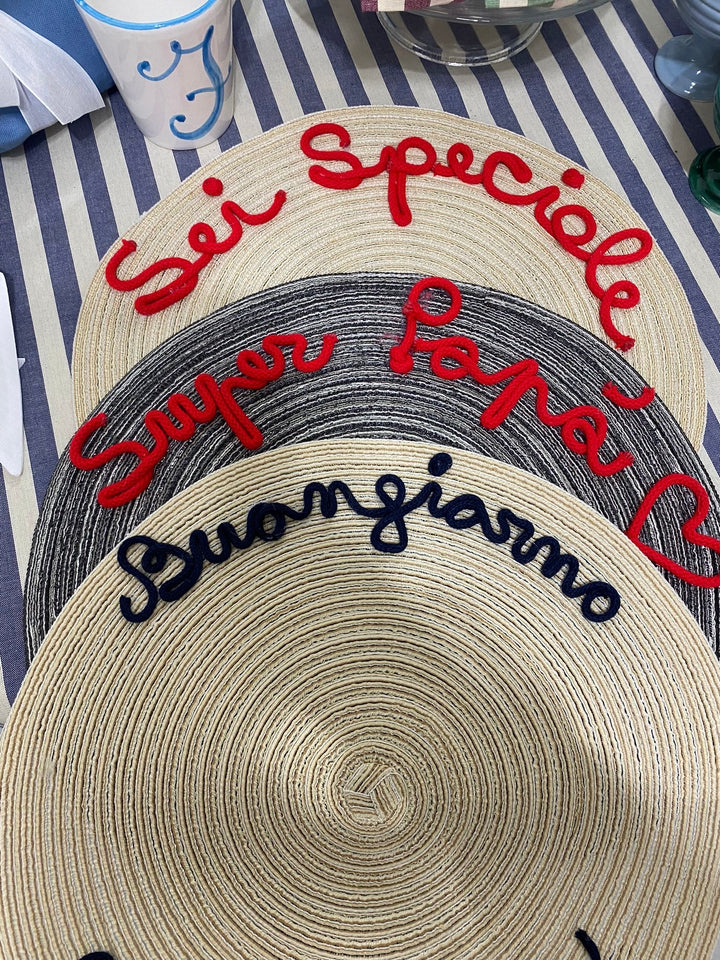 Sei Speciale
Super Papà
Buongiorno